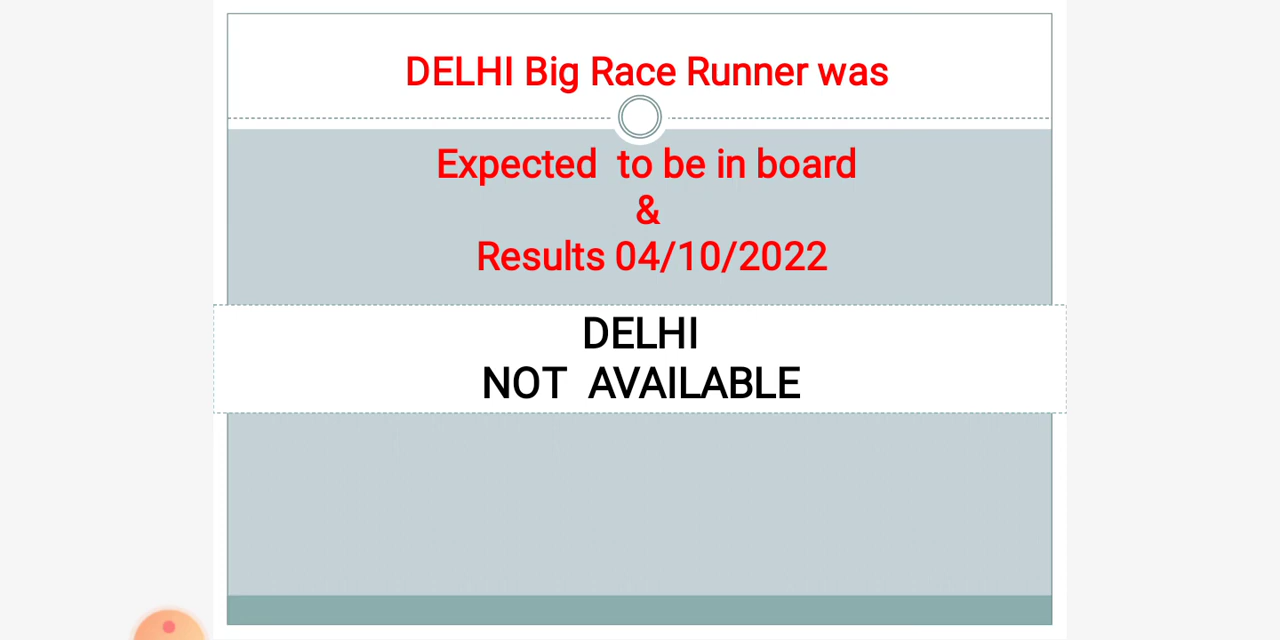 DELHI Big Race Runner was
Expected to be in board
&
Results 04/10/2022
DELHI
NOT AVAILABLE